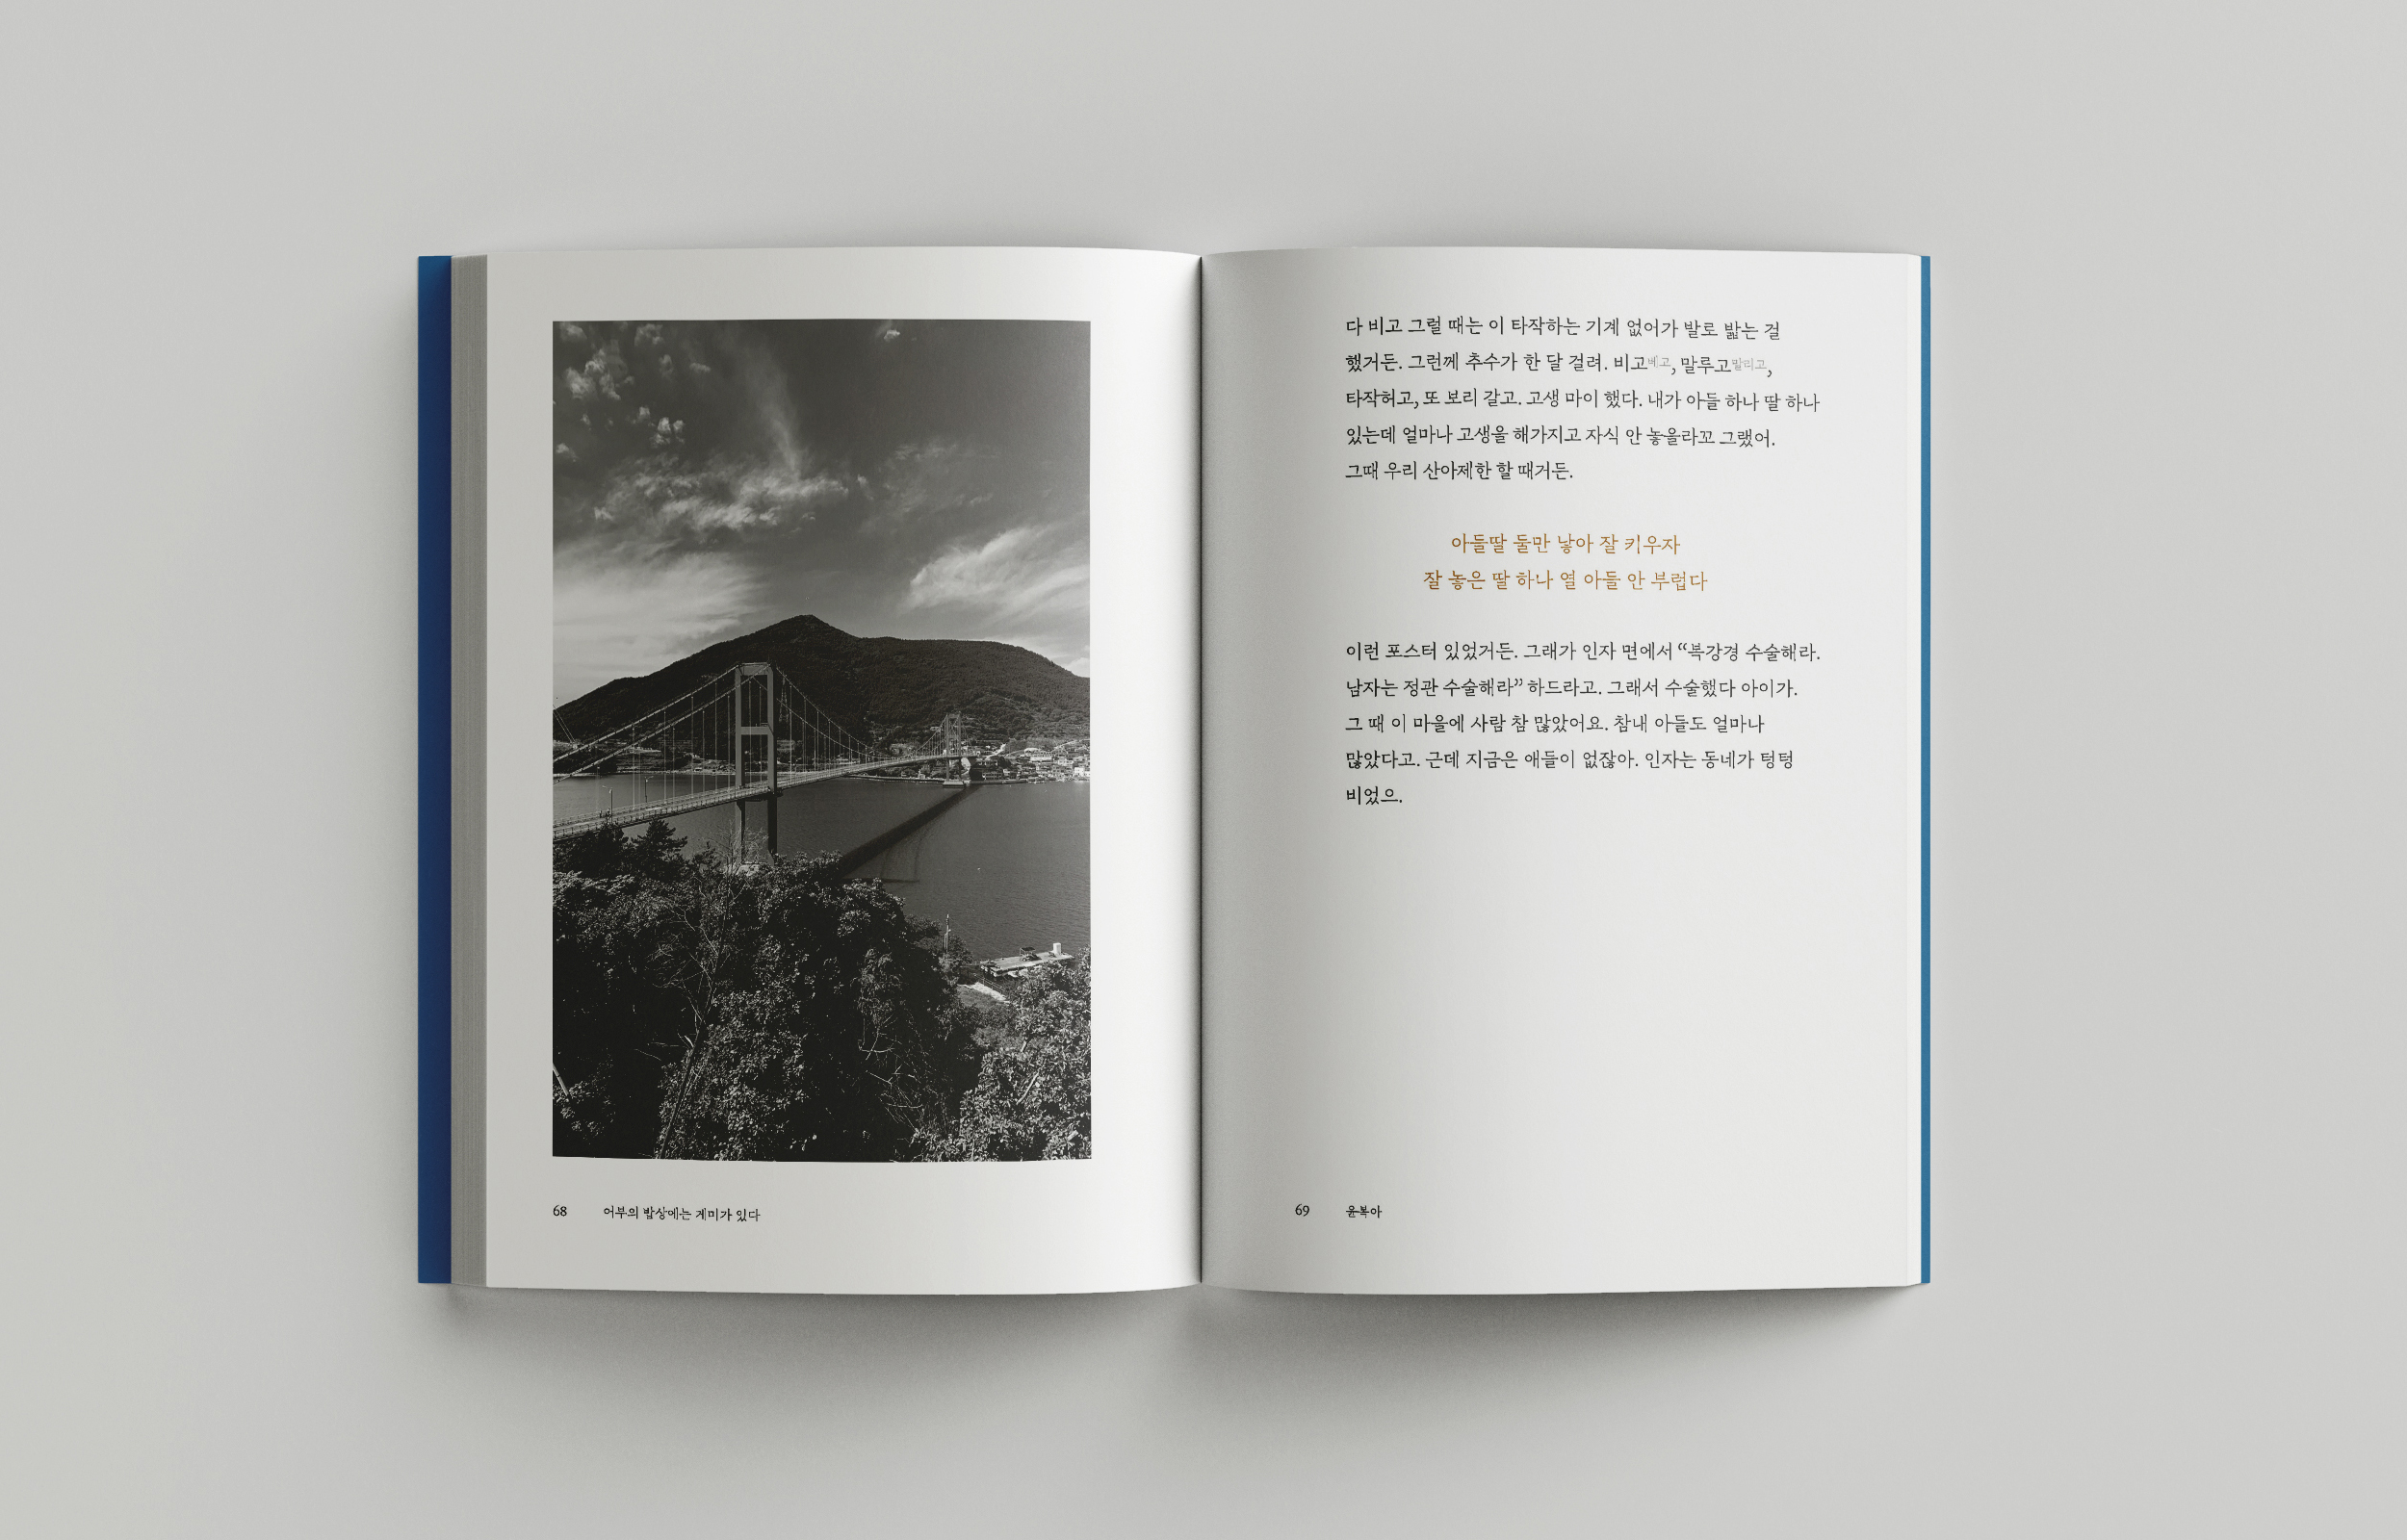 68
어부의 밥상에는 게미가 있다
다 비고 그럴 때는 이 타작하는 기계 없어가 발로 밟는 걸
했거든. 그런께 추수가 한 달 걸려. 비고베고, 말루고말리고,
타작허고, 또 보리 갈고. 고생 마이 했다. 내가 아들 하나 딸 하나
있는데 얼마나 고생을 해가지고 자식 안 놓을라꼬 그랬어.
그때 우리 산아제한 할 때거든.
아들딸 둘만 낳아 잘 키우자
잘 놓은 딸 하나 열 아들 안 부럽다
이런 포스터 있었거든. 그래가 인자 면에서 “복강경 수술해라.
남자는 정관 수술해라” 하드라고. 그래서 수술했다 아이가.
그 때 이 마을에 사람 참 많았어요. 참내 아들도 얼마나
많았다고. 근데 지금은 애들이 없잖아. 인자는 동네가 텅텅
비었으.
69
윤복아